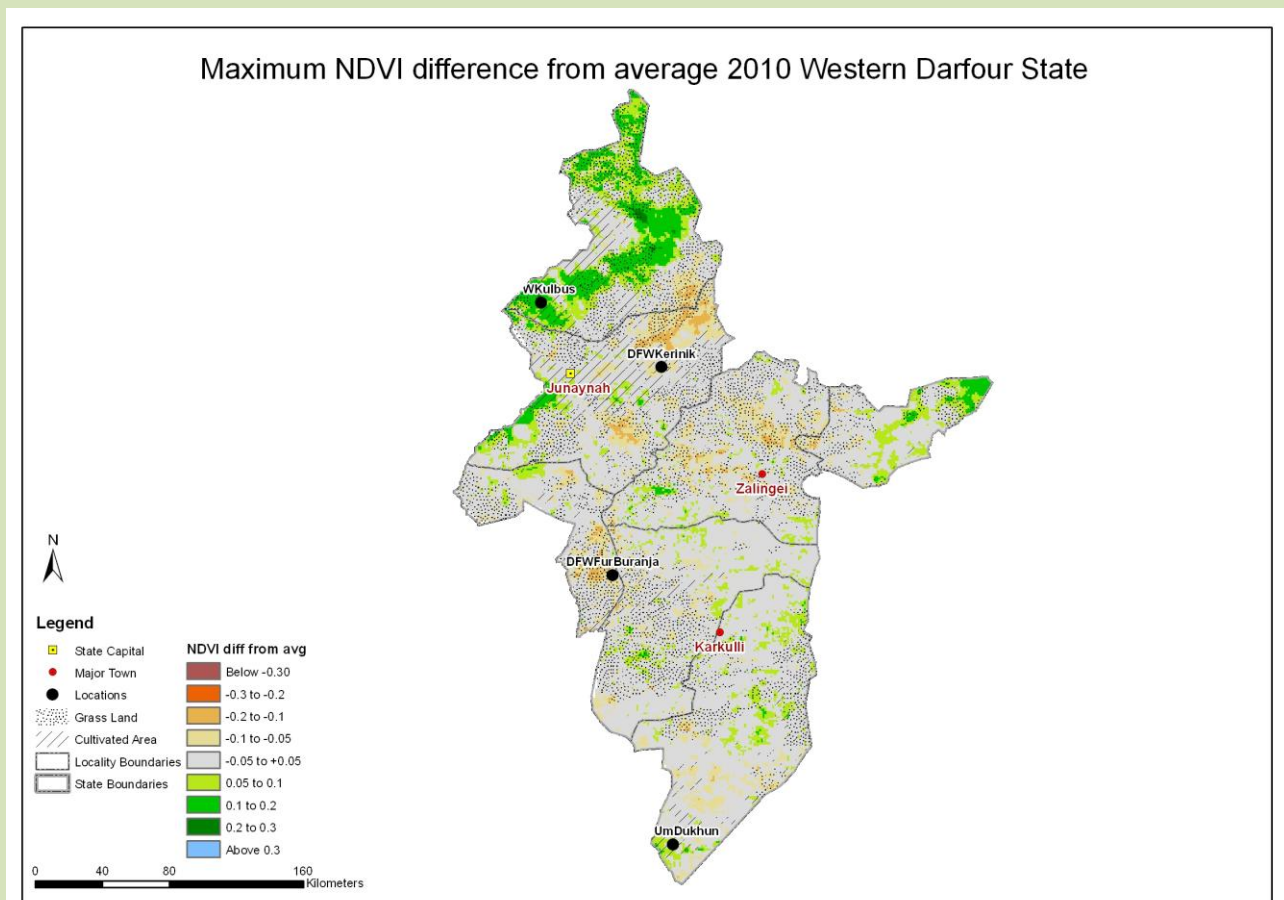 Maximum NDVI difference from average 2010 Western Darfour State
WKulbus
DFWKerinik
Junaynah
Zalingei
DFWFurBuranja
Karkulli
UmDukhun
N
Legend
State Capital
Major Town
Locations
Grass Land
Cultivated Area
Locality Boundaries
State Boundaries
NDVI diff from avg
Below -0.30
-0.3 to -0.2
-0.2 to -0.1
-0.1 to -0.05
-0.05 to +0.05
0.05 to 0.1
0.1 to 0.2
0.2 to 0.3
Above 0.3
0 40 80 160
Kilometers